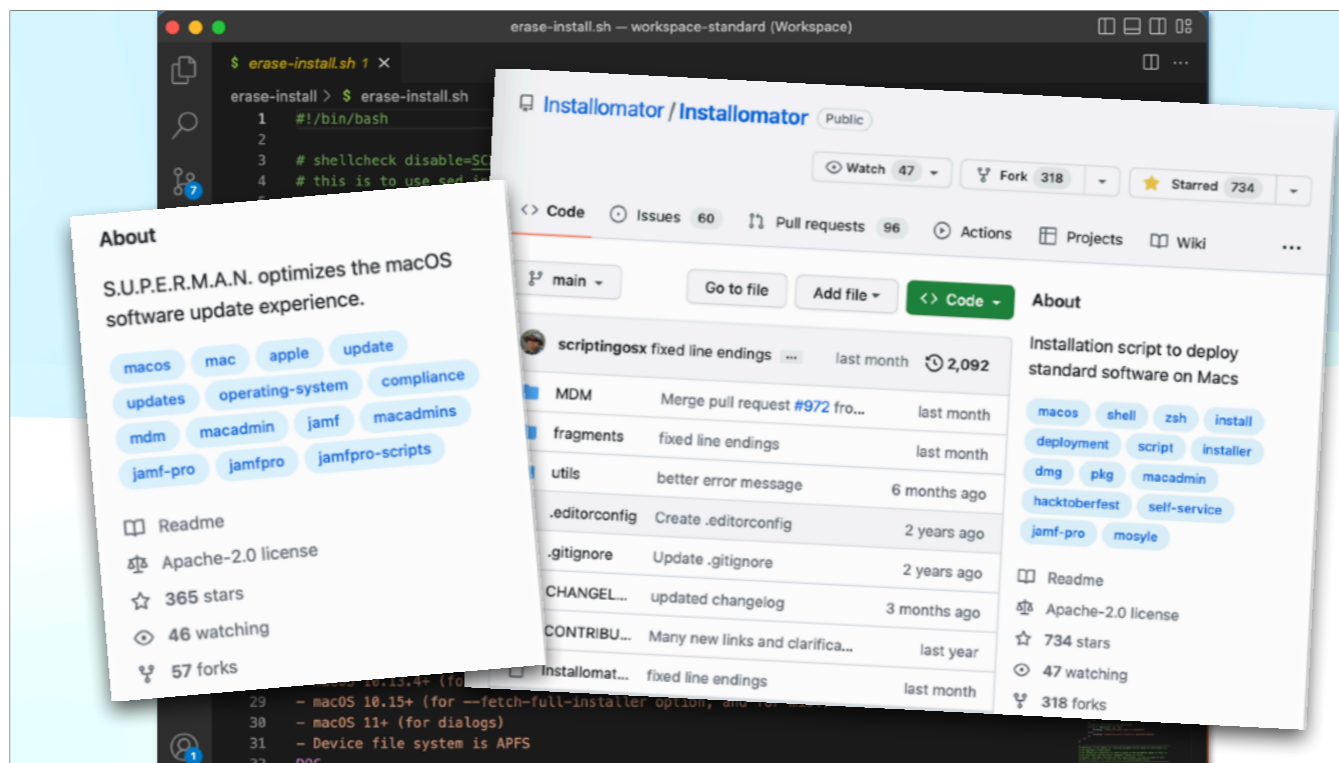 erase-install.sh — workspace-standard (Workspace)
$ erase-install.sh 1 ×
erase-install > $ erase-install.sh
1 #!/bin/bash
2
3 # shellcheck disable=SC
4 # this is to use sed
7
Installomator / Installomator Public
Watch 47
Fork 318
Starred 734
Code
Issues 60
Pull requests 96
Actions
Projects
Wiki
...
main
Go to file
Add file
<> Code
scriptingosx fixed line endings ... last month 2,092
MDM Merge pull request #972 fro... last month
fragments fixed line endings last month
utils better error message 6 months ago
.editorconfig Create .editorconfig 2 years ago
.gitignore Update .gitignore 2 years ago
CHANGEL... updated changelog 3 months ago
CONTRIBU... Many new links and clarifica... last year
Installomat... fixed line endings last month
About
Installation script to deploy
standard software on Macs
macos shell zsh install
deployment script installer
dmg pkg macadmin
hacktoberfest self-service
jamf-pro mosyle
Readme
Apache-2.0 license
734 stars
47 watching
318 forks
About
S.U.P.E.R.M.A.N. optimizes the macOS
software update experience.
macos mac apple update
updates operating-system compliance
mdm macadmin jamf macadmins
jamf-pro jamfpro jamfpro-scripts
Readme
Apache-2.0 license
365 stars
46 watching
57 forks
29 - macOS 10.15+ (for --fetch-full-installer option, and for
30 - macOS 11+ (for dialogs)
31 - Device file system is APFS
1